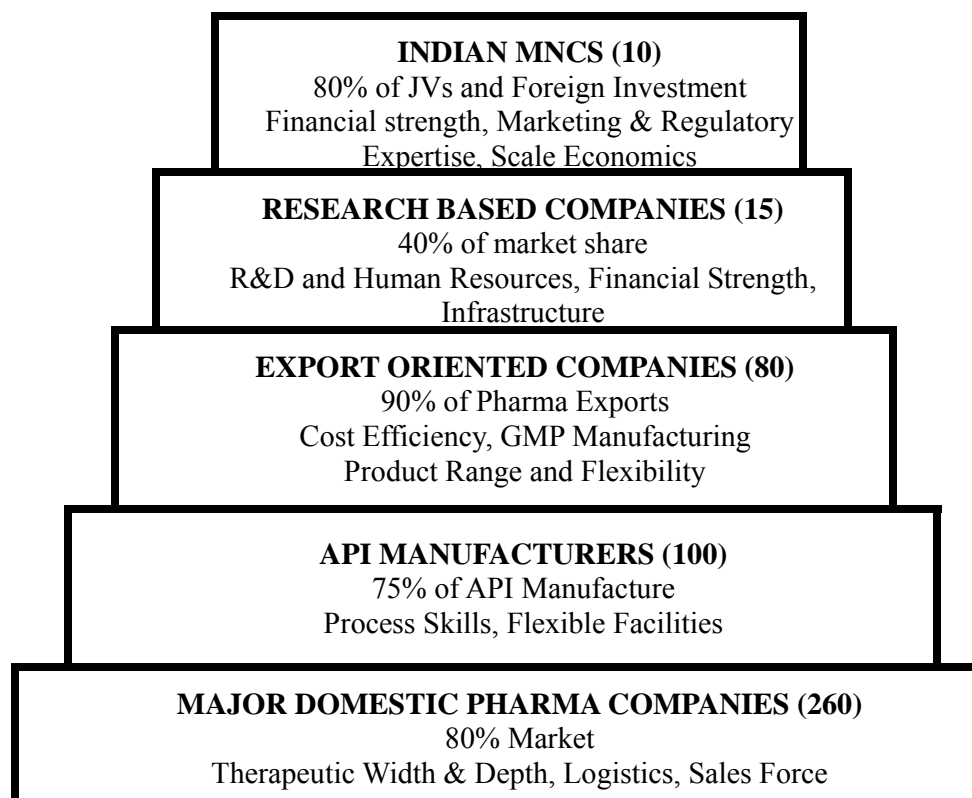 INDIAN MNCS (10)
80% of JVs and Foreign Investment
Financial strength, Marketing & Regulatory
Expertise, Scale Economics
RESEARCH BASED COMPANIES (15)
40% of market share
R&D and Human Resources, Financial Strength,
Infrastructure
EXPORT ORIENTED COMPANIES (80)
90% of Pharma Exports
Cost Efficiency, GMP Manufacturing
Product Range and Flexibility
API MANUFACTURERS (100)
75% of API Manufacture
Process Skills, Flexible Facilities
MAJOR DOMESTIC PHARMA COMPANIES (260)
80% Market
Therapeutic Width & Depth, Logistics, Sales Force